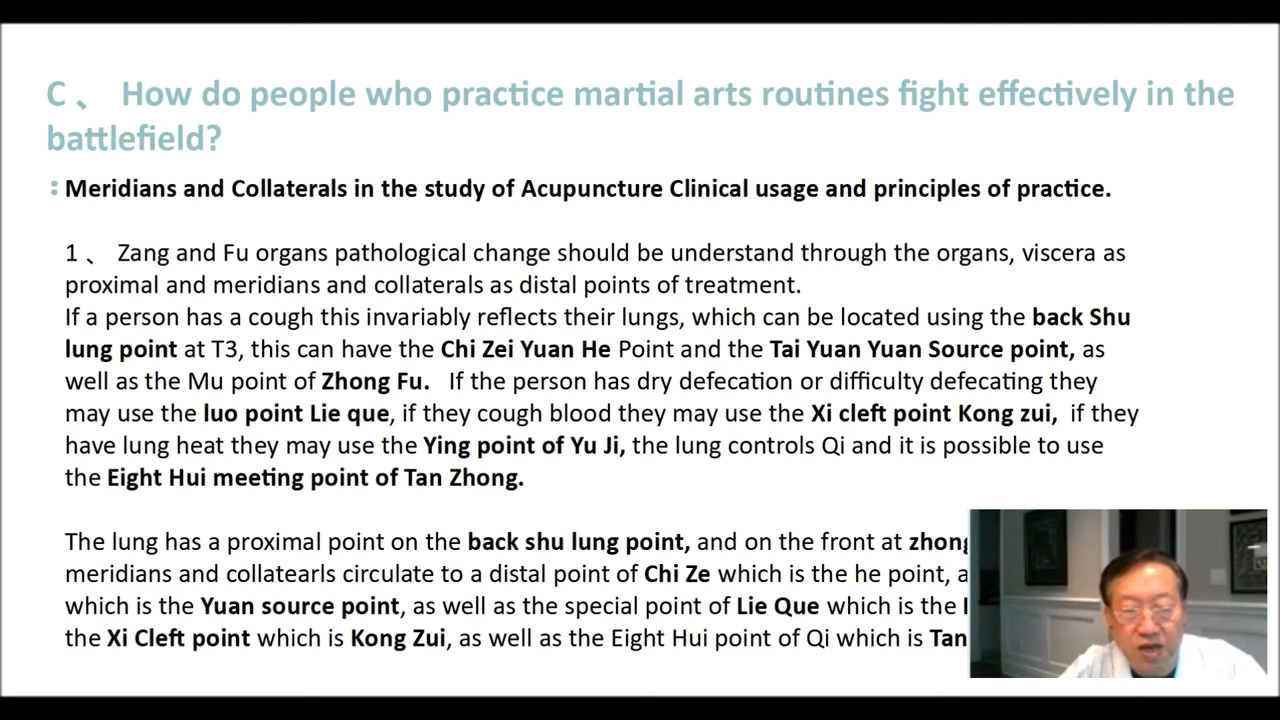 C 、 How do people who practice martial arts routines fight effectively in the
battlefield?
: Meridians and Collaterals in the study of Acupuncture Clinical usage and principles of practice.
1 、 Zang and Fu organs pathological change should be understand through the organs, viscera as
proximal and meridians and collaterals as distal points of treatment.
If a person has a cough this invariably reflects their lungs, which can be located using the back Shu
lung point at T3, this can have the Chi Zei Yuan He Point and the Tai Yuan Yuan Source point, as
well as the Mu point of Zhong Fu. If the person has dry defecation or difficulty defecating they
may use the luo point Lie que, if they cough blood they may use the Xi cleft point Kong zui, if they
have lung heat they may use the Ying point of Yu Ji, the lung controls Qi and it is possible to use
the Eight Hui meeting point of Tan Zhong.
The lung has a proximal point on the back shu lung point, and on the front at
meridians and collatearls circulate to a distal point of Chi Ze which is the he point,
which is the Yuan source point, as well as the special point of Lie Que which is the
the Xi Cleft point which is Kong Zui, as well as the Eight Hui point of Qi which is Tan